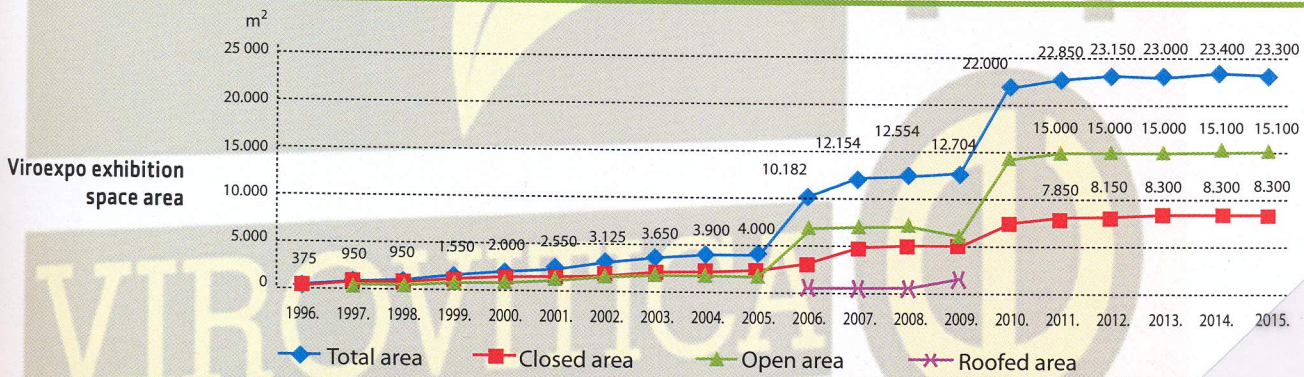 m²
25 000
20.000
15.000
10.000
5.000
0
Viroexpo exhibition
space area
375 950 950 1.550 2.000 2.550 3.125 3.650 3.900 4.000 10.182 12.154 12.554 12.704 22.000 22.850 23.150 23.000 23.400 23.300
15.000 15.000 15.000 15.100 15.100
7.850 8.150 8.300 8.300 8.300
1996. 1997. 1998. 1999. 2000. 2001. 2002. 2003. 2004. 2005. 2006. 2007. 2008. 2009. 2010. 2011. 2012. 2013. 2014. 2015.
Total area Closed area Open area Roofed area
VIROVITICA